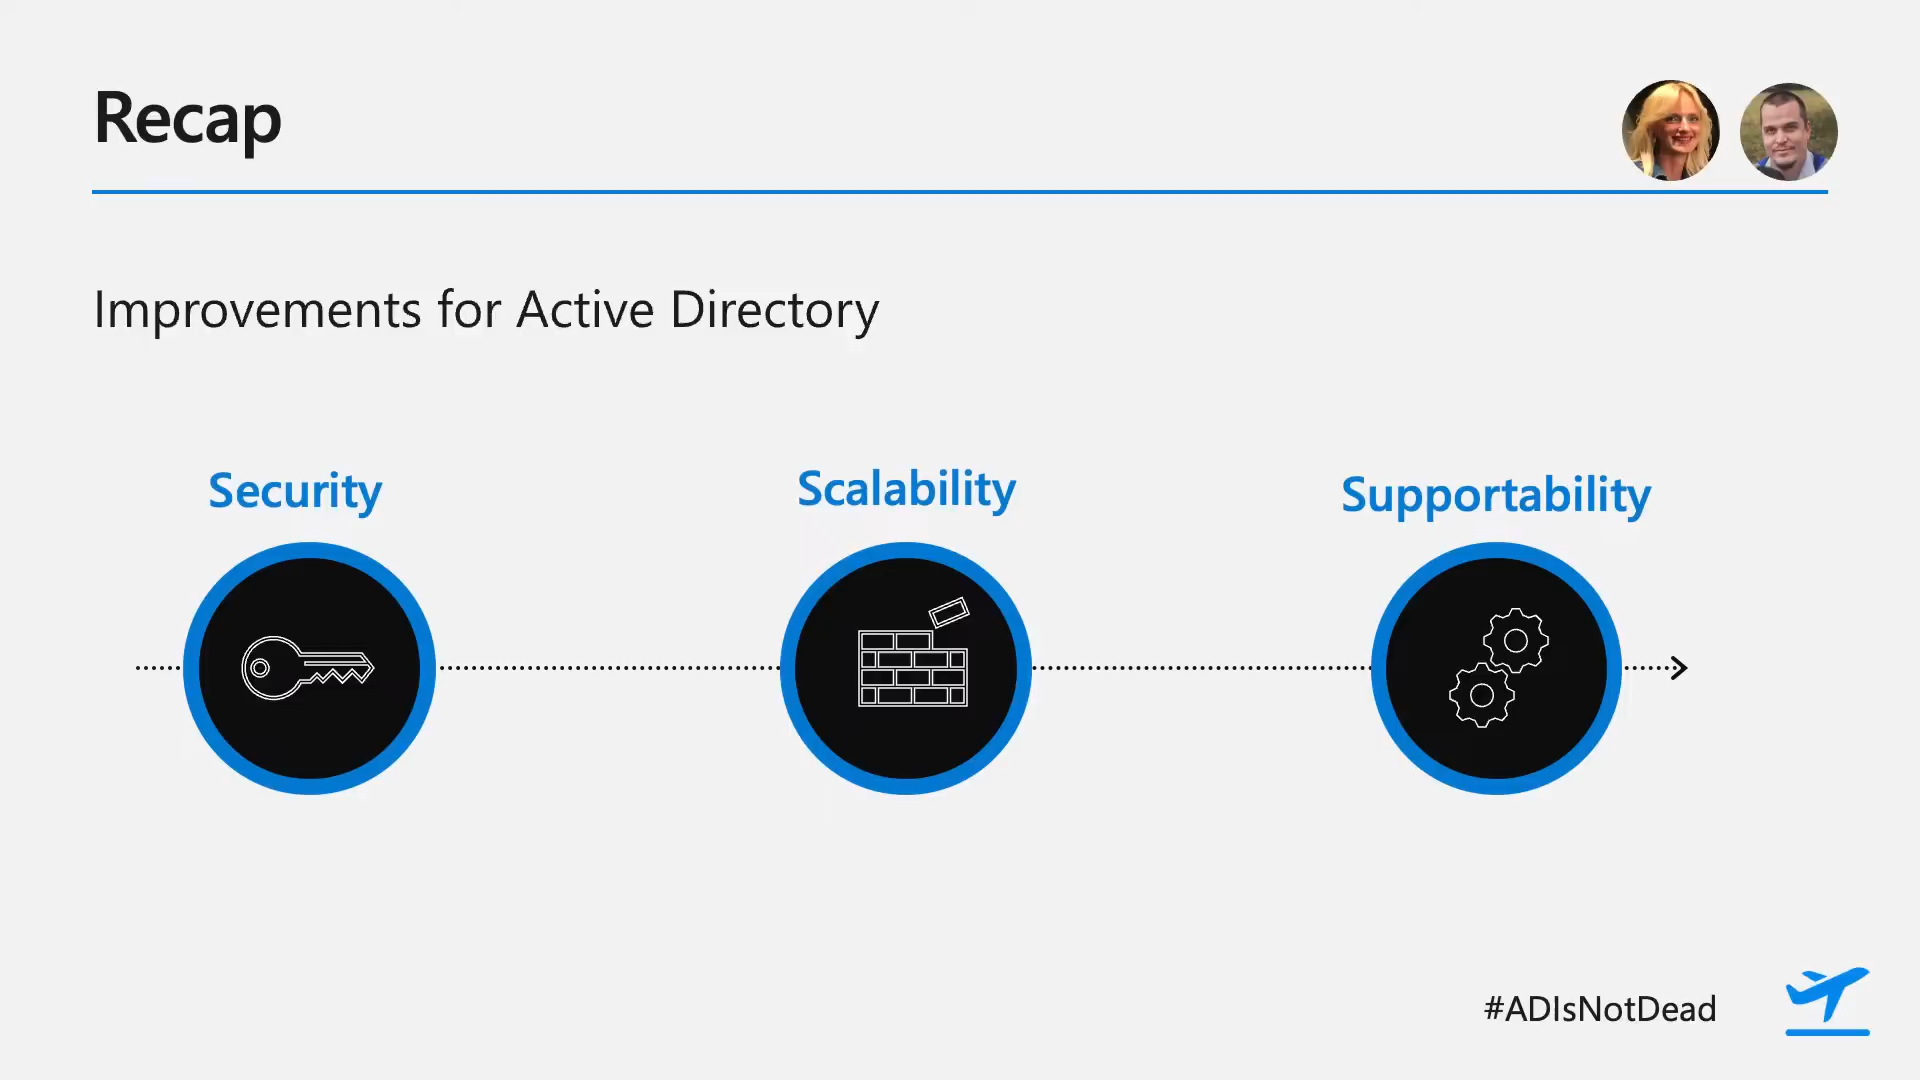 Recap
Improvements for Active Directory
Security
Scalability
Supportability
#ADIsNotDead